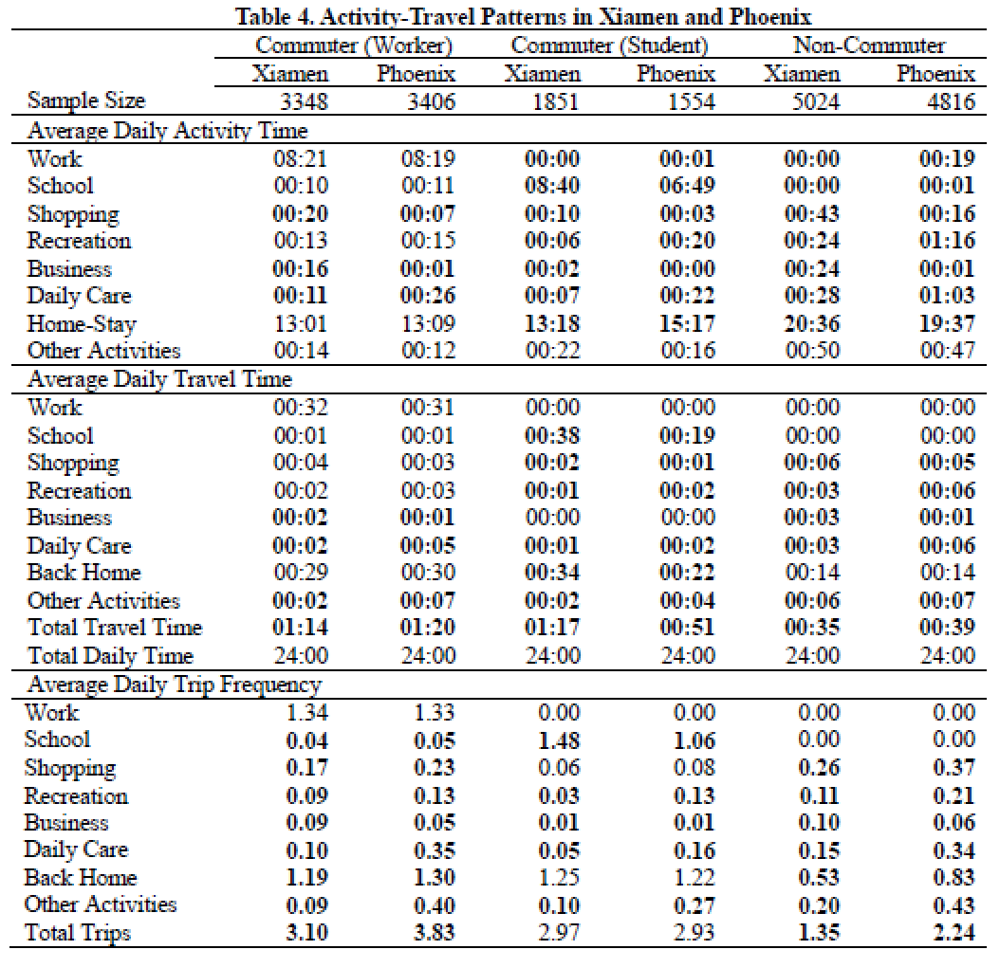 Table 4. Activity-Travel Patterns in Xiamen and Phoenix
Commuter (Worker) Commuter (Student) Non-Commuter
Xiamen Phoenix Xiamen Phoenix Xiamen Phoenix
Sample Size 3348 3406 1851 1554 5024 4816
Average Daily Activity Time
Work 08:21 08:19 00:00 00:01 00:00 00:19
School 00:10 00:11 08:40 06:49 00:00 00:01
Shopping 00:20 00:07 00:10 00:03 00:43 00:16
Recreation 00:13 00:15 00:06 00:20 00:24 01:16
Business 00:16 00:01 00:02 00:00 00:24 00:01
Daily Care 00:11 00:26 00:07 00:22 00:28 01:03
Home-Stay 13:01 13:09 13:18 15:17 20:36 19:37
Other Activities 00:14 00:12 00:22 00:16 00:50 00:47
Average Daily Travel Time
Work 00:32 00:31 00:00 00:00 00:00 00:00
School 00:01 00:01 00:38 00:19 00:00 00:00
Shopping 00:04 00:03 00:02 00:01 00:06 00:05
Recreation 00:02 00:03 00:01 00:02 00:03 00:06
Business 00:02 00:01 00:00 00:00 00:03 00:01
Daily Care 00:02 00:05 00:01 00:02 00:03 00:06
Back Home 00:29 00:30 00:34 00:22 00:14 00:14
Other Activities 00:02 00:07 00:02 00:04 00:06 00:07
Total Travel Time 01:14 01:20 01:17 00:51 00:35 00:39
Total Daily Time 24:00 24:00 24:00 24:00 24:00 24:00
Average Daily Trip Frequency
Work 1.34 1.33 0.00 0.00 0.00 0.00
School 0.04 0.05 1.48 1.06 0.00 0.00
Shopping 0.17 0.23 0.06 0.08 0.26 0.37
Recreation 0.09 0.13 0.03 0.13 0.11 0.21
Business 0.09 0.05 0.01 0.01 0.10 0.06
Daily Care 0.10 0.35 0.05 0.16 0.15 0.34
Back Home 1.19 1.30 1.25 1.22 0.53 0.83
Other Activities 0.09 0.40 0.10 0.27 0.20 0.43
Total Trips 3.10 3.83 2.97 2.93 1.35 2.24